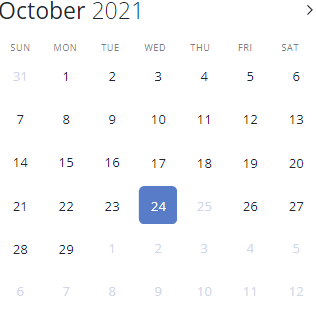 October 2021
SUN MON TUE WED THU FRI SAT
31 1 2 3 4 5 6
7 8 9 10 11 12 13
14 15 16 17 18 19 20
21 22 23 24 25 26 27
28 29 1 2 3 4 5
6 7 8 9 10 11 12